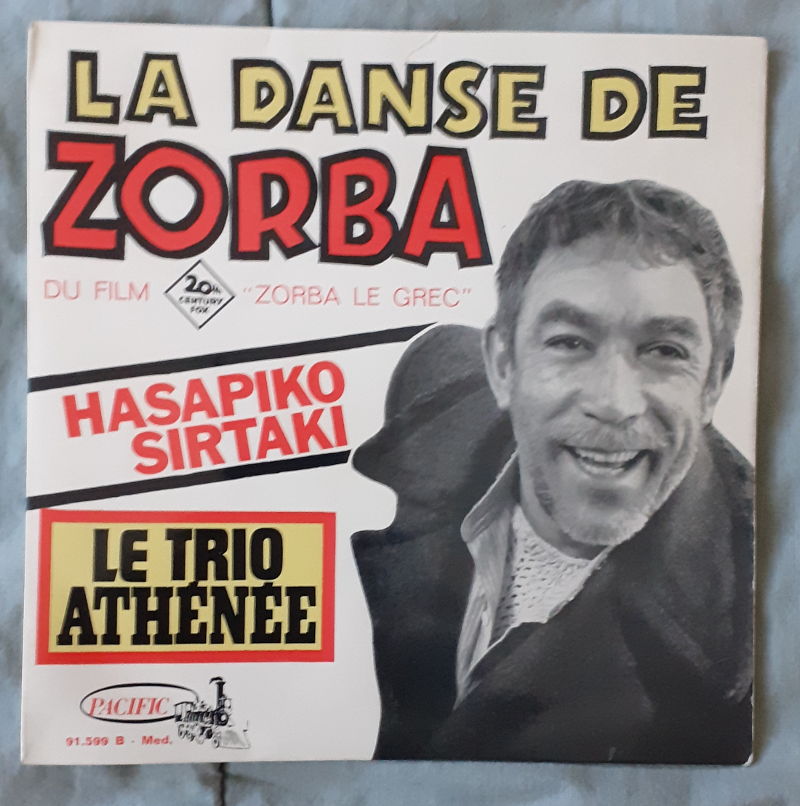 LA DANSE DE
ZORBA
DU FILM 20th CENTURY FOX "ZORBA LE GREC"
HASAPIKO
SIRTAKI
LE TRIO
ATHÉNÉE
PACIFIC
91.599 B - Med.